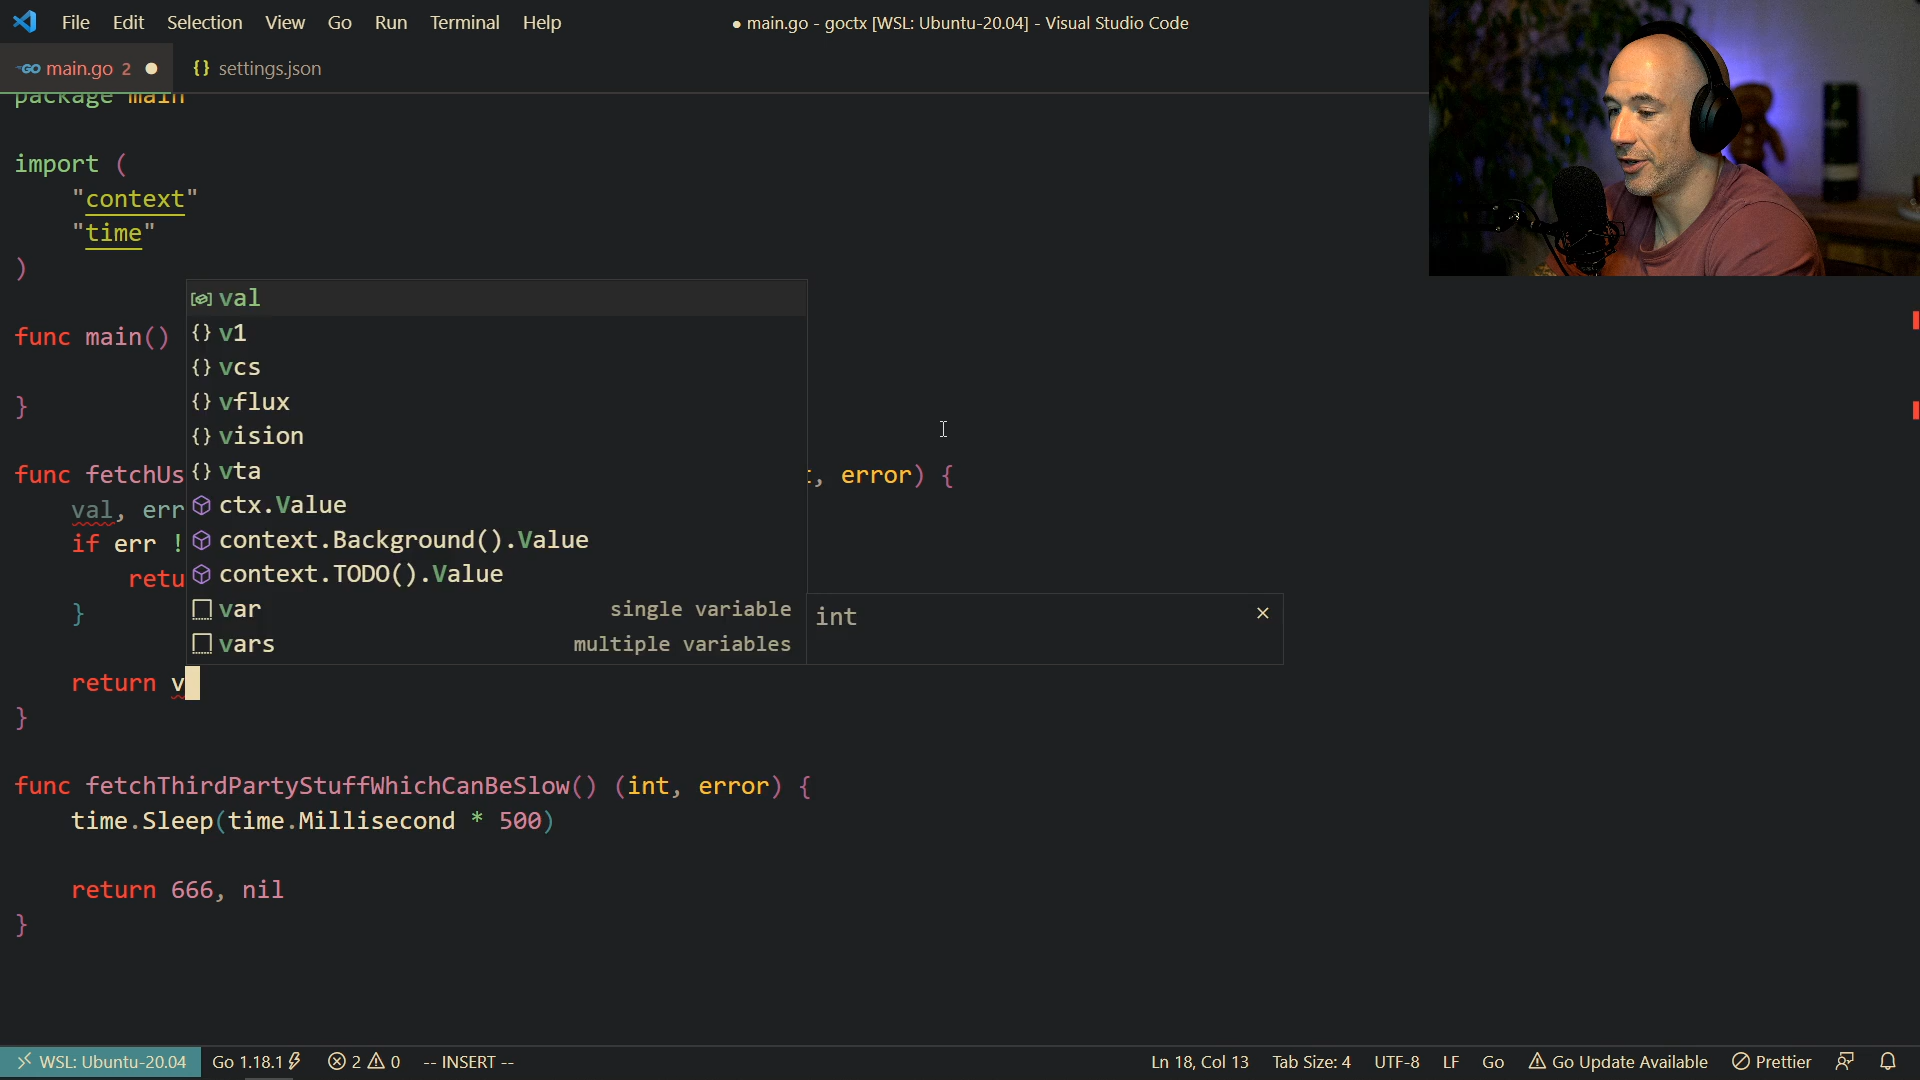 File Edit Selection View Go Run Terminal Help
● main.go - goctx [WSL: Ubuntu-20.04] - Visual Studio Code
GO main.go 2 ● {} settings.json
package main
import (
"context"
"time"
)
func main()
}
func fetchUs t, error) {
val, err
if err !
retu
}
return v
}
val
{} v1
{} vcs
{} vflux
{} vision
{} vta
ctx.Value
context.Background().Value
context.TODO().Value
var single variable
vars multiple variables
int ×
func fetchThirdPartyStuffWhichCanBeSlow() (int, error) {
time.Sleep(time.Millisecond * 500)
return 666, nil
}
WSL: Ubuntu-20.04 Go 1.18.1 2 0 -- INSERT -- Ln 18, Col 13 Tab Size: 4 UTF-8 LF Go Go Update Available Prettier